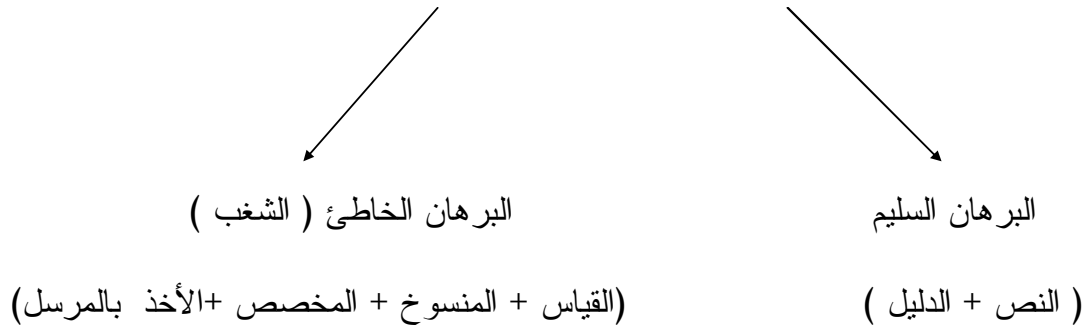 البرهان السليم البرهان الخاطئ ( الشغب )
( النص + الدليل ) (القياس + المنسوخ + المخصص +الأخذ بالمرسل)